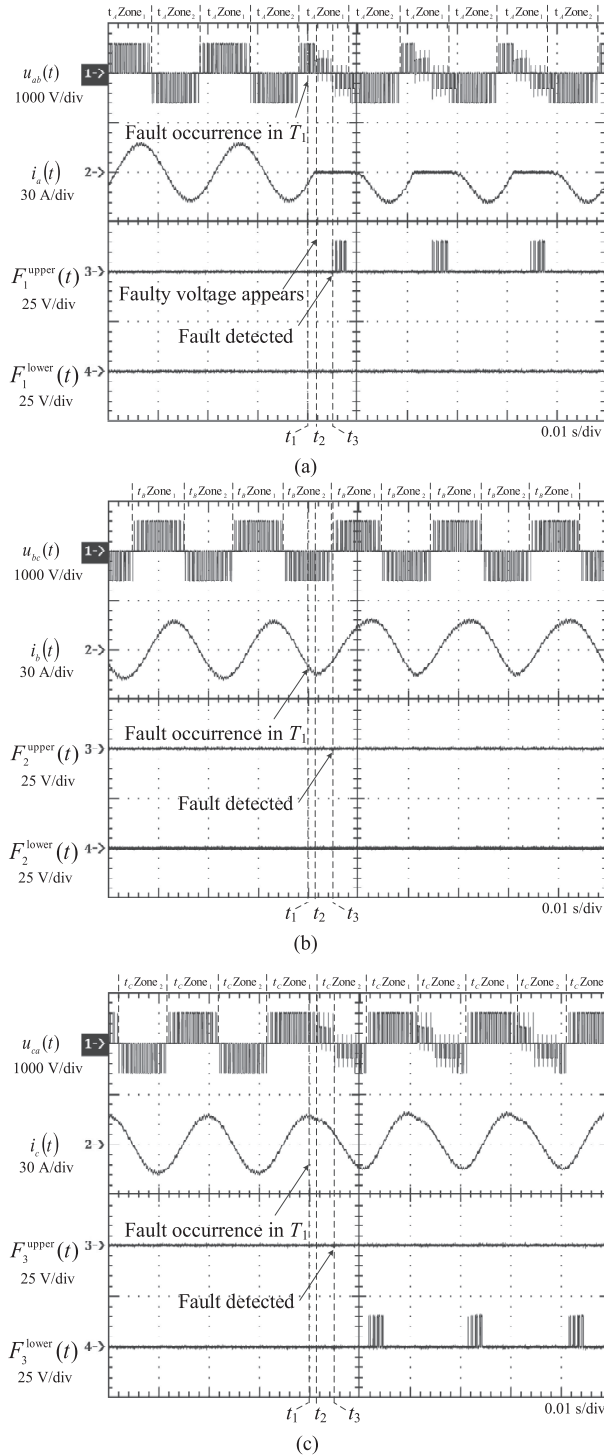 t_A Zone_1 t_A Zone_2 t_A Zone_1 t_A Zone_2 t_A Zone_1 t_A Zone_2 t_A Zone_1 t_A Zone_2 t_A Zone_1 t_A Zone_2
u_ab(t)
1000 V/div
1->
Fault occurrence in T_1
i_a(t)
30 A/div
2->
F_1^upper(t)
25 V/div
3->
Faulty voltage appears
Fault detected
F_1^lower(t)
25 V/div
4->
t_1 t_2 t_3
0.01 s/div
(a)
t_B Zone_1 t_B Zone_2 t_B Zone_1 t_B Zone_2 t_B Zone_1 t_B Zone_2 t_B Zone_1 t_B Zone_2 t_B Zone_1
u_bc(t)
1000 V/div
1->
i_b(t)
30 A/div
2->
Fault occurrence in T_1
F_2^upper(t)
25 V/div
3->
Fault detected
F_2^lower(t)
25 V/div
4->
t_1 t_2 t_3
0.01 s/div
(b)
t_C Zone_2 t_C Zone_1 t_C Zone_2 t_C Zone_1 t_C Zone_2 t_C Zone_1 t_C Zone_2 t_C Zone_1 t_C Zone_2 t_C Zone_1
u_ca(t)
1000 V/div
1->
i_c(t)
30 A/div
2->
Fault occurrence in T_1
F_3^upper(t)
25 V/div
3->
Fault detected
F_3^lower(t)
25 V/div
4->
t_1 t_2 t_3
0.01 s/div
(c)